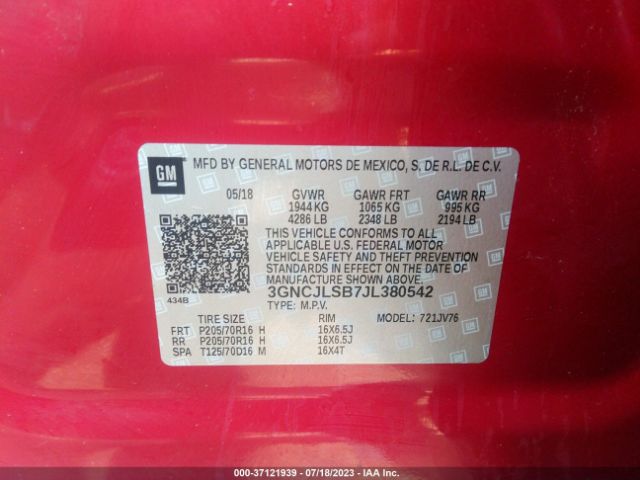 MFD BY GENERAL MOTORS DE MEXICO, S. DE R.L. DE C.V.
GM
05/18 GVWR GAWR FRT GAWR RR
1944 KG 1065 KG 995 KG
4286 LB 2348 LB 2194 LB
THIS VEHICLE CONFORMS TO ALL
APPLICABLE U.S. FEDERAL MOTOR
VEHICLE SAFETY AND THEFT PREVENTION
STANDARDS IN EFFECT ON THE DATE OF
MANUFACTURE SHOWN ABOVE.
3GNCJLSB7JL380542
434B TYPE: M.P.V.
TIRE SIZE RIM MODEL: 721JV76
FRT P205/70R16 H 16X6.5J
RR P205/70R16 H 16X6.5J
SPA T125/70D16 M 16X4T
000-37121939 - 07/18/2023 - IAA Inc.